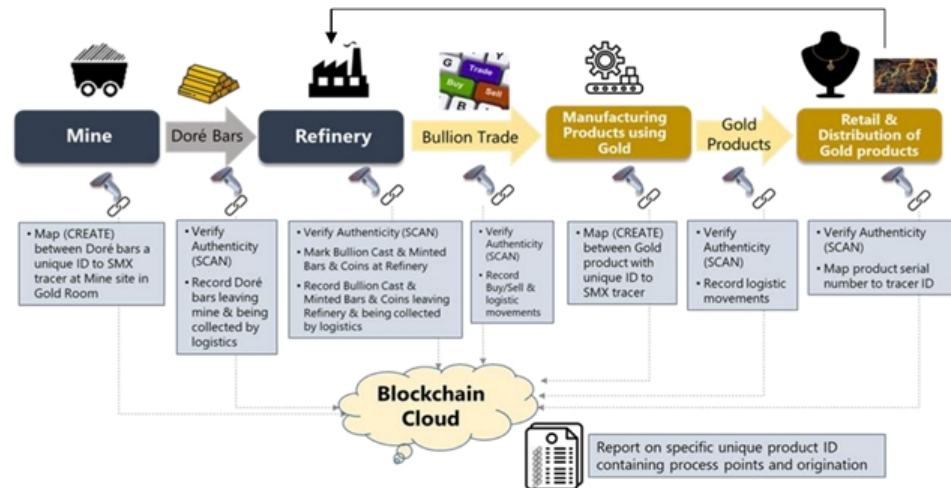 G
Y
Trade
Buy
Sell
B
R
Mine
Doré Bars
Refinery
Bullion Trade
Manufacturing
Products using
Gold
Gold
Products
Retail &
Distribution of
Gold products
▪ Map (CREATE)
between Doré bars a
unique ID to SMX
tracer at Mine site in
Gold Room
▪ Verify
Authenticity
(SCAN)
▪ Record Doré
bars leaving
mine & being
collected by
logistics
▪ Verify Authenticity (SCAN)
▪ Mark Bullion Cast & Minted
Bars & Coins at Refinery
▪ Record Bullion Cast &
Minted Bars & Coins leaving
Refinery & being collected
by logistics
▪ Verify
Authenticity
(SCAN)
▪ Record
Buy/Sell &
logistic
movements
▪ Map (CREATE)
between Gold
product with
unique ID to
SMX tracer
▪ Verify
Authenticity
(SCAN)
▪ Record logistic
movements
▪ Verify Authenticity
(SCAN)
▪ Map product serial
number to tracer ID
Blockchain
Cloud
Report on specific unique product ID
containing process points and origination